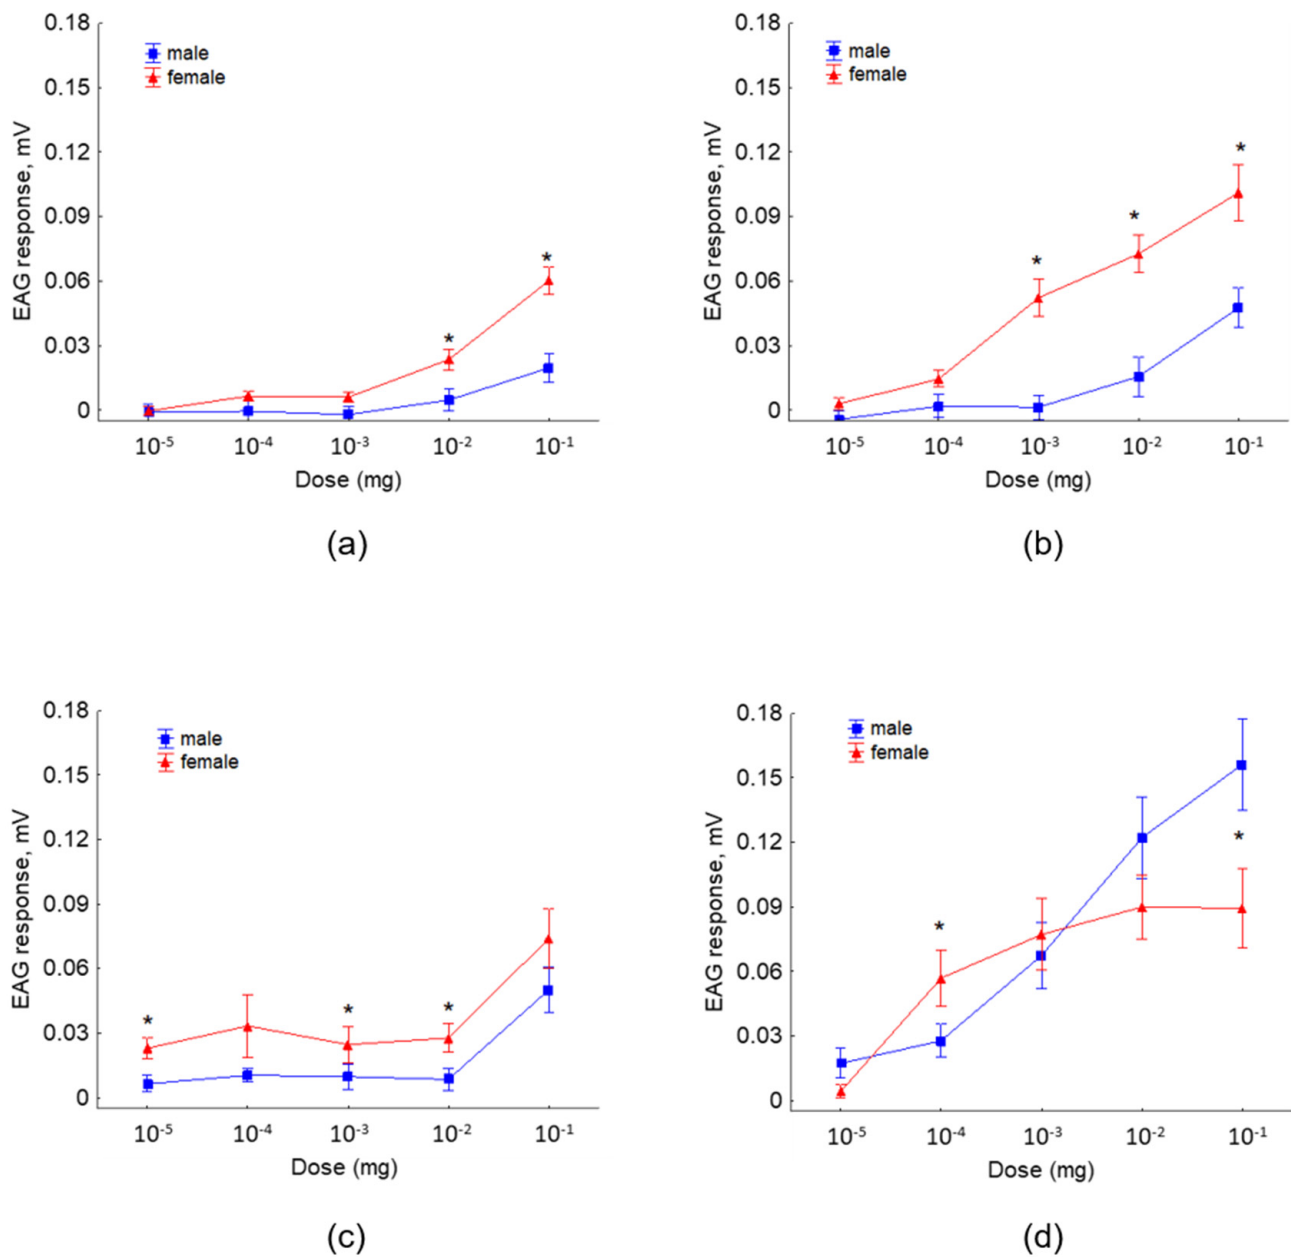 0.18
0.15
0.12
0.09
0.06
0.03
0
EAG response, mV
male
female
*
*
10-5 10-4 10-3 10-2 10-1
Dose (mg)
(a)
0.18
0.15
0.12
0.09
0.06
0.03
0
EAG response, mV
male
female
*
*
*
10-5 10-4 10-3 10-2 10-1
Dose (mg)
(b)
0.18
0.15
0.12
0.09
0.06
0.03
0
EAG response, mV
male
female
* * *
10-5 10-4 10-3 10-2 10-1
Dose (mg)
(c)
0.18
0.15
0.12
0.09
0.06
0.03
0
EAG response, mV
male
female
*
*
10-5 10-4 10-3 10-2 10-1
Dose (mg)
(d)